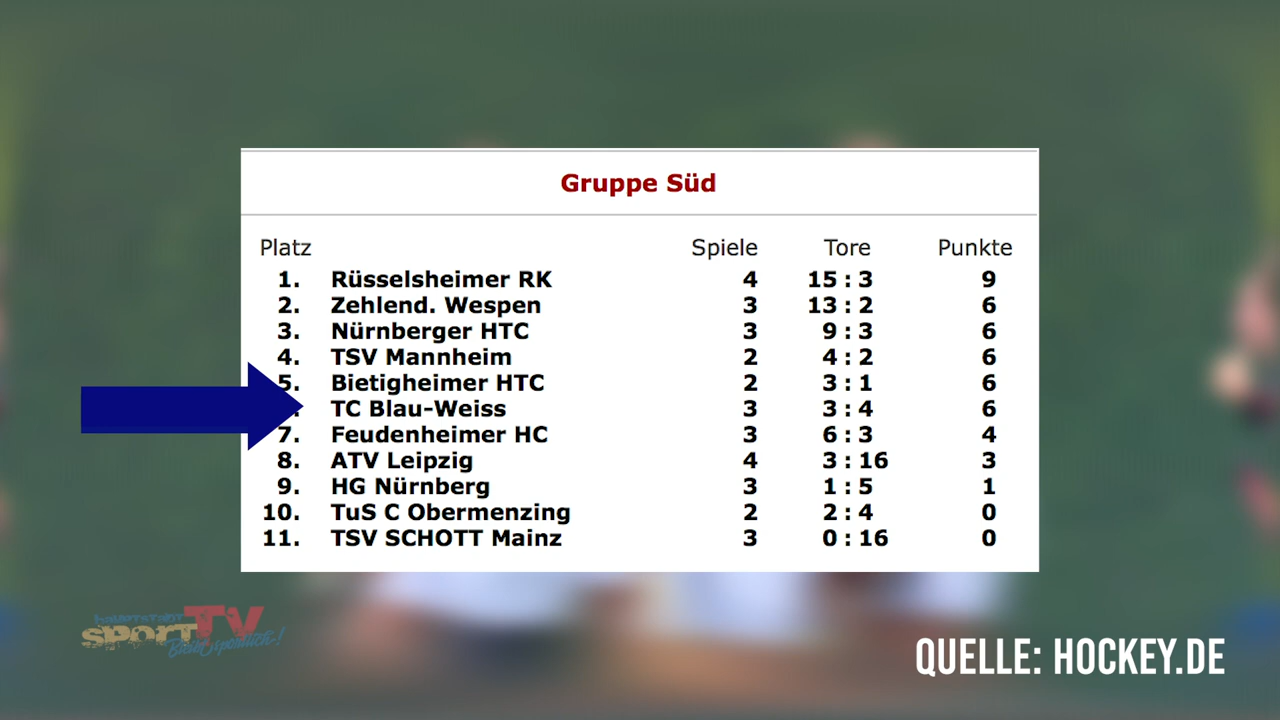 Gruppe Süd
Platz Spiele Tore Punkte
1. Rüsselsheimer RK 4 15 : 3 9
2. Zehlend. Wespen 3 13 : 2 6
3. Nürnberger HTC 3 9 : 3 6
4. TSV Mannheim 2 4 : 2 6
5. Bietigheimer HTC 2 3 : 1 6
TC Blau-Weiss 3 3 : 4 6
7. Feudenheimer HC 3 6 : 3 4
8. ATV Leipzig 4 3 : 16 3
9. HG Nürnberg 3 1 : 5 1
10. TuS C Obermenzing 2 2 : 4 0
11. TSV SCHOTT Mainz 3 0 : 16 0
sport TV
QUELLE: HOCKEY.DE